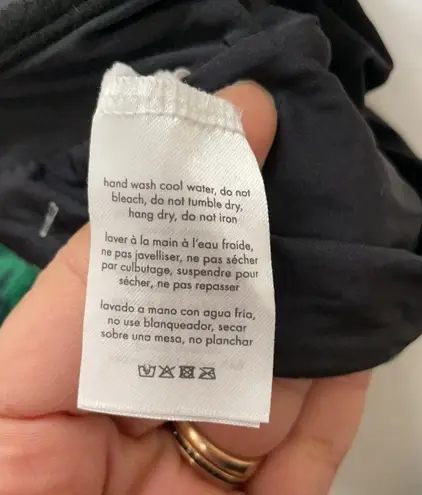 hand wash cool water, do not
bleach, do not tumble dry,
hang dry, do not iron
laver à la main à l'eau froide,
ne pas javelliser, ne pas sécher
par culbutage, suspendre pour
sécher, ne pas repasser
lavado a mano con agua fria,
no use blanqueador, secar
sobre una mesa, no planchar